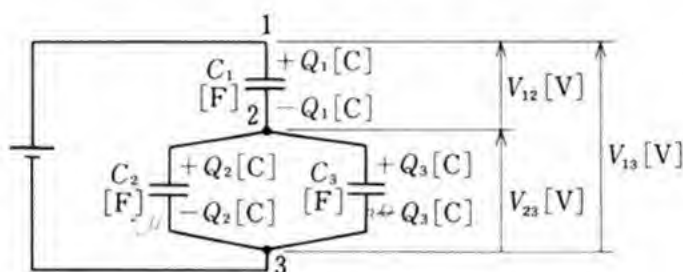 1
C₁
[F]
+Q₁[C]
−Q₁[C]
2
V₁₂[V]
V₁₃[V]
C₂
[F]
+Q₂[C]
−Q₂[C]
C₃
[F]
+Q₃[C]
−Q₃[C]
V₂₃[V]
3